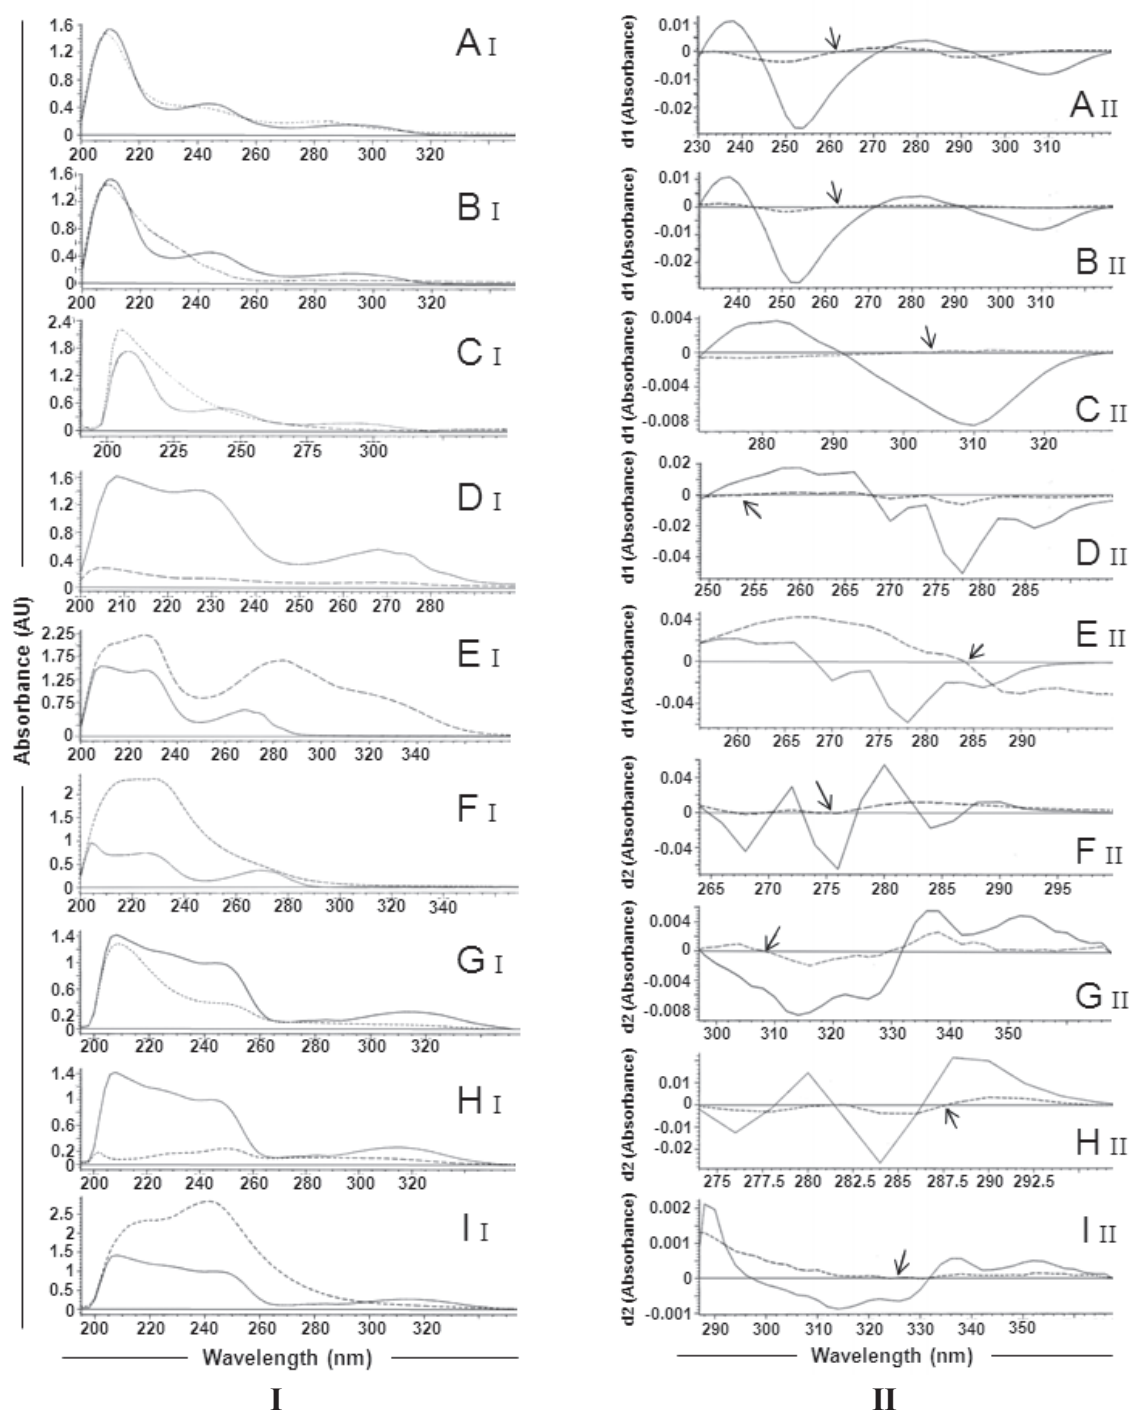 Absorbance (AU)
1.6
1.2
0.8
0.4
0
A I
200 220 240 260 280 300 320
1.6
1.2
0.8
0.4
0
B I
200 220 240 260 280 300 320
2.4
1.8
1.2
0.6
0
C I
200 225 250 275 300
1.6
1.2
0.8
0.4
0
D I
200 210 220 230 240 250 260 270 280
2.25
1.75
1.25
0.75
0
E I
200 220 240 260 280 300 320 340
2
1.5
1
0.5
0
F I
200 220 240 260 280 300 320 340
1.4
1
0.6
0.2
0
G I
200 220 240 260 280 300 320
1.4
1
0.6
0.2
0
H I
200 220 240 260 280 300 320
2.5
2
1.5
1
0.5
0
I I
200 220 240 260 280 300 320
Wavelength (nm)
I
d1 (Absorbance)
0.01
0
-0.01
-0.02
A II
230 240 250 260 270 280 290 300 310
d1 (Absorbance)
0.01
0
-0.01
-0.02
B II
240 250 260 270 280 290 300 310
d1 (Absorbance)
0.004
0
-0.004
-0.008
C II
280 290 300 310 320
d1 (Absorbance)
0.02
0
-0.02
-0.04
D II
250 255 260 265 270 275 280 285
d1 (Absorbance)
0.04
0
-0.04
E II
260 265 270 275 280 285 290
d2 (Absorbance)
0.04
0
-0.04
F II
265 270 275 280 285 290 295
d2 (Absorbance)
0.004
0
-0.004
-0.008
G II
300 310 320 330 340 350
d2 (Absorbance)
0.01
0
-0.01
-0.02
H II
275 277.5 280 282.5 285 287.5 290 292.5
d2 (Absorbance)
0.002
0.001
0
-0.001
I II
290 300 310 320 330 340 350
Wavelength (nm)
II